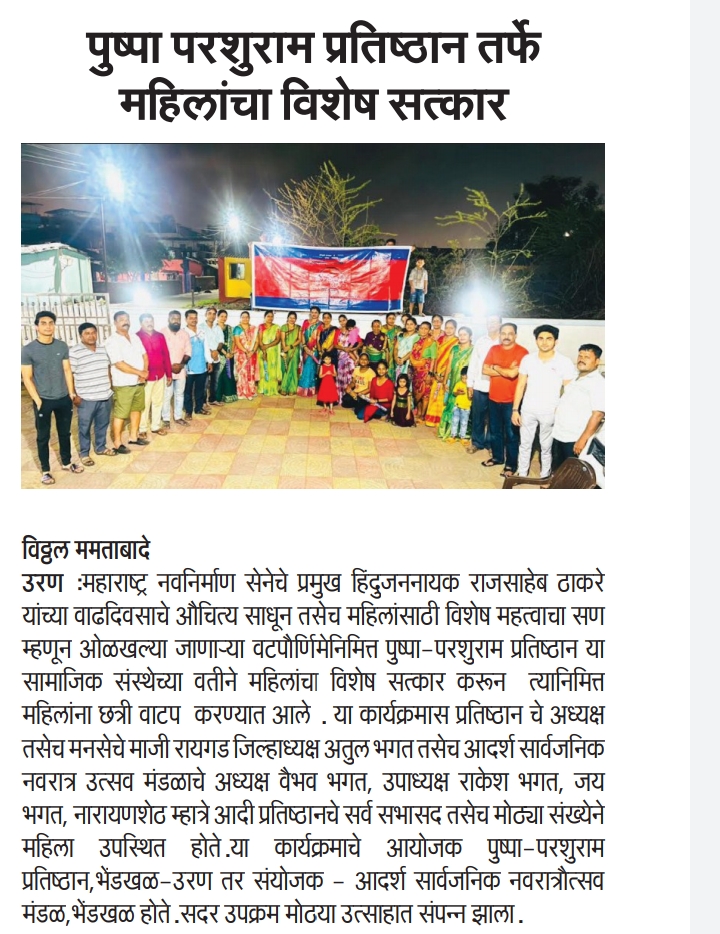 पुष्पा परशुराम प्रतिष्ठान तर्फे
महिलांचा विशेष सत्कार
विठ्ठल ममताबादे
उरण :महाराष्ट्र नवनिर्माण सेनेचे प्रमुख हिंदुजननायक राजसाहेब ठाकरे
यांच्या वाढदिवसाचे औचित्य साधून तसेच महिलांसाठी विशेष महत्वाचा सण
म्हणून ओळखल्या जाणाऱ्या वटपौर्णिमेनिमित्त पुष्पा-परशुराम प्रतिष्ठान या
सामाजिक संस्थेच्या वतीने महिलांचा विशेष सत्कार करून त्यानिमित्त
महिलांना छत्री वाटप करण्यात आले . या कार्यक्रमास प्रतिष्ठान चे अध्यक्ष
तसेच मनसेचे माजी रायगड जिल्हाध्यक्ष अतुल भगत तसेच आदर्श सार्वजनिक
नवरात्र उत्सव मंडळाचे अध्यक्ष वैभव भगत, उपाध्यक्ष राकेश भगत, जय
भगत, नारायणशेठ म्हात्रे आदी प्रतिष्ठानचे सर्व सभासद तसेच मोठ्या संख्येने
महिला उपस्थित होते.या कार्यक्रमाचे आयोजक पुष्पा-परशुराम
प्रतिष्ठान,भेंडखळ-उरण तर संयोजक - आदर्श सार्वजनिक नवरात्रौत्सव
मंडळ,भेंडखळ होते.सदर उपक्रम मोठया उत्साहात संपन्न झाला.